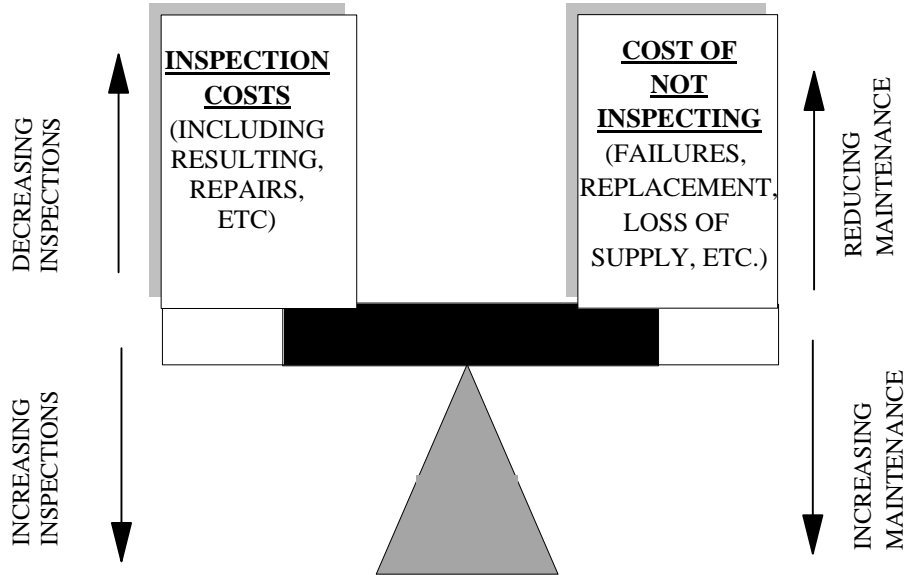 INSPECTION
COSTS
(INCLUDING
RESULTING,
REPAIRS,
ETC)
COST OF
NOT
INSPECTING
(FAILURES,
REPLACEMENT,
LOSS OF
SUPPLY, ETC.)
DECREASING
INSPECTIONS
INCREASING
INSPECTIONS
REDUCING
MAINTENANCE
INCREASING
MAINTENANCE